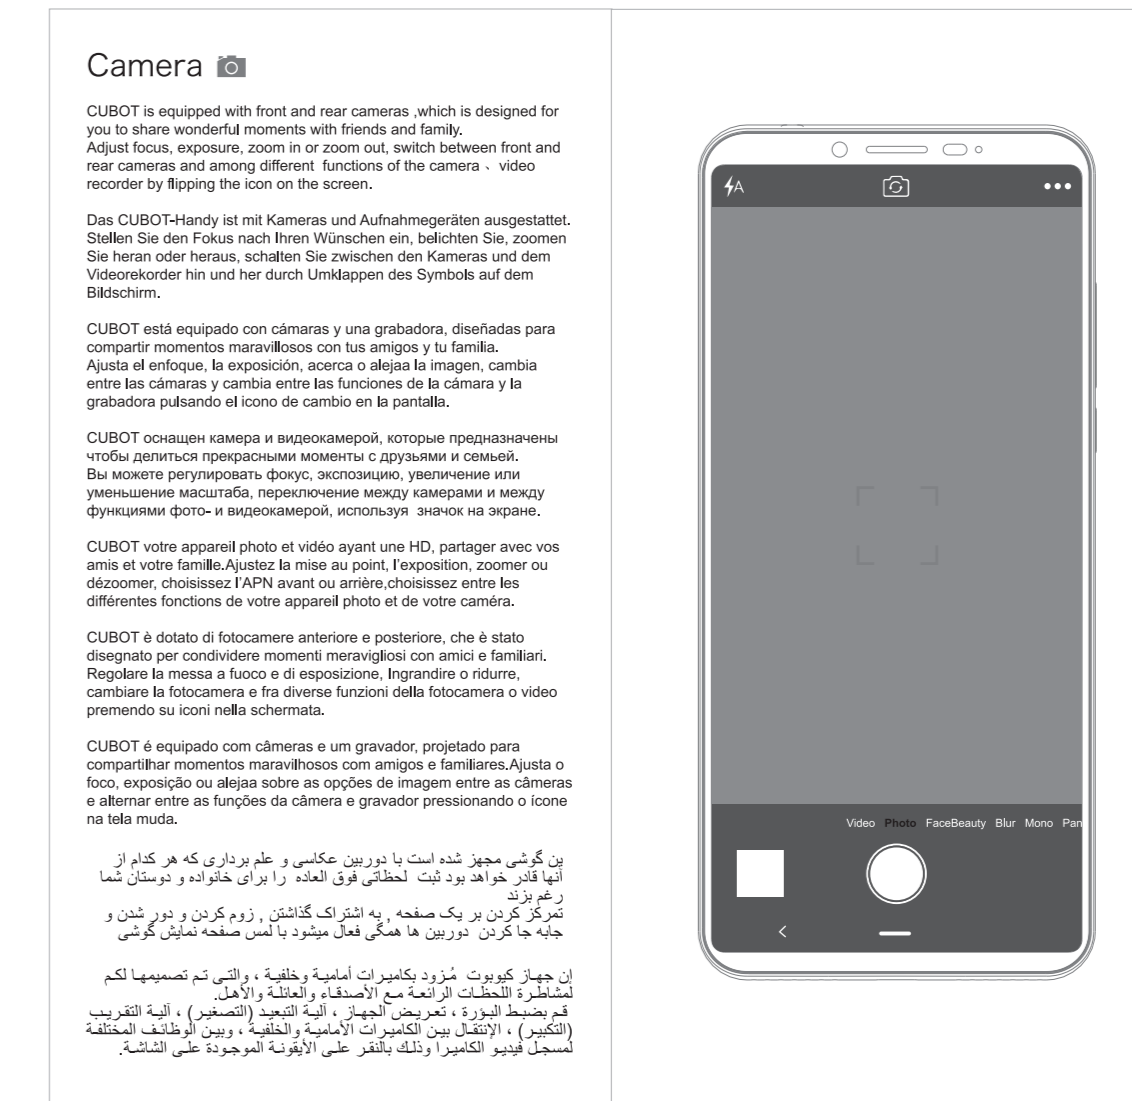 Camera
CUBOT is equipped with front and rear cameras ,which is designed for
you to share wonderful moments with friends and family.
Adjust focus, exposure, zoom in or zoom out, switch between front and
rear cameras and among different functions of the camera 、video
recorder by flipping the icon on the screen.
Das CUBOT-Handy ist mit Kameras und Aufnahmegeräten ausgestattet.
Stellen Sie den Fokus nach Ihren Wünschen ein, belichten Sie, zoomen
Sie heran oder heraus, schalten Sie zwischen den Kameras und dem
Videorekorder hin und her durch Umklappen des Symbols auf dem
Bildschirm.
CUBOT está equipado con cámaras y una grabadora, diseñadas para
compartir momentos maravillosos con tus amigos y tu familia.
Ajusta el enfoque, la exposición, acerca o alejaa la imagen, cambia
entre las cámaras y cambia entre las funciones de la cámara y la
grabadora pulsando el icono de cambio en la pantalla.
CUBOT оснащен камера и видеокамерой, которые предназначены
чтобы делиться прекрасными моменты с друзьями и семьей.
Вы можете регулировать фокус, экспозицию, увеличение или
уменьшение масштаба, переключение между камерами и между
функциями фото- и видеокамерой, используя значок на экране.
CUBOT votre appareil photo et vidéo ayant une HD, partager avec vos
amis et votre famille.Ajustez la mise au point, l'exposition, zoomer ou
dézoomer, choisissez l'APN avant ou arrière,choisissez entre les
différentes fonctions de votre appareil photo et de votre caméra.
CUBOT è dotato di fotocamere anteriore e posteriore, che è stato
disegnato per condividere momenti meravigliosi con amici e familiari.
Regolare la messa a fuoco e di esposizione, Ingrandire o ridurre,
cambiare la fotocamera e fra diverse funzioni della fotocamera o video
premendo su iconi nella schermata.
CUBOT é equipado com câmeras e um gravador, projetado para
compartilhar momentos maravilhosos com amigos e familiares.Ajusta o
foco, exposição ou alejaa sobre as opções de imagem entre as câmeras
e alternar entre as funções da câmera e gravador pressionando o ícone
na tela muda.
ین گوشی مجهز شده است با دوربین عکاسی و علم برداری که هر کدام از
آنها قادر خواهد بود ثبت لحظاتی فوق العاده را برای خانواده و دوستان شما
رغم بزند
تمرکز کردن بر یک صفحه , به اشتراک گذاشتن , زوم کردن و دور شدن و
جابه جا کردن دوربین ها همگی فعال میشود با لمس صفحه نمایش گوشی
إن جهاز كيوبوت مُزود بكاميرات أمامية وخلفية ، والتى تم تصميمها لكم
لمشاطرة اللحظات الرائعة مع الأصدقاء والعائلة والأهل.
قم بضبط البؤرة ، تعريض الجهاز ، آلية التبعيد (التصغير) ، آلية التقريب
(التكبير) ، الإنتقال بين الكاميرات الأمامية والخلفية ، وبين الوظائف المختلفة
لمسجل فيديو الكاميرا وذلك بالنقر على الأيقونة الموجودة على الشاشة.
A
Video Photo FaceBeauty Blur Mono Pan